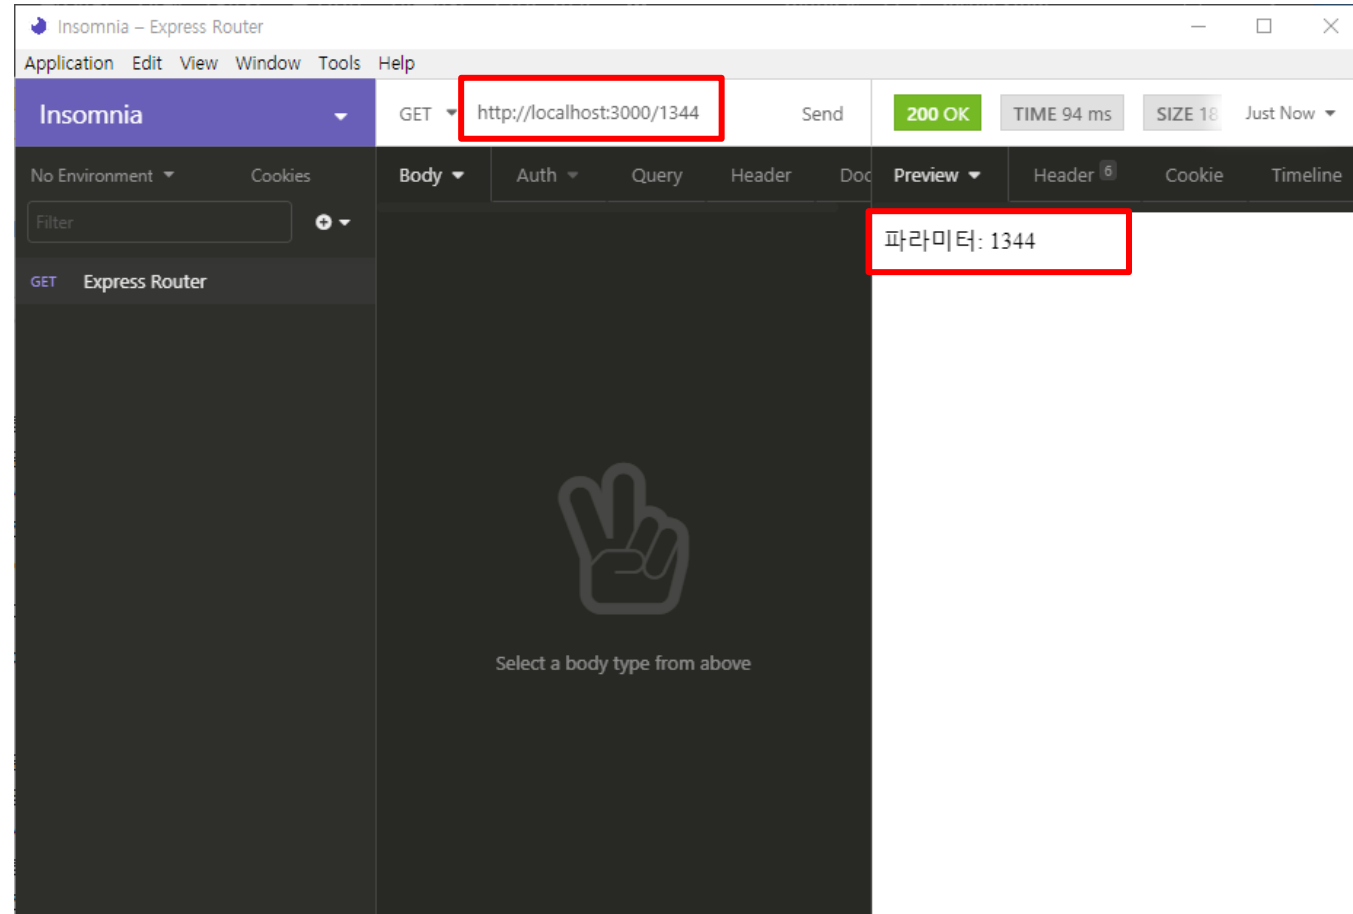 Insomnia – Express Router
Application Edit View Window Tools Help
Insomnia
GET http://localhost:3000/1344 Send
200 OK TIME 94 ms SIZE 18 Just Now
No Environment Cookies
Body Auth Query Header Doc
Preview Header 6 Cookie Timeline
Filter
파라미터: 1344
GET Express Router
Select a body type from above